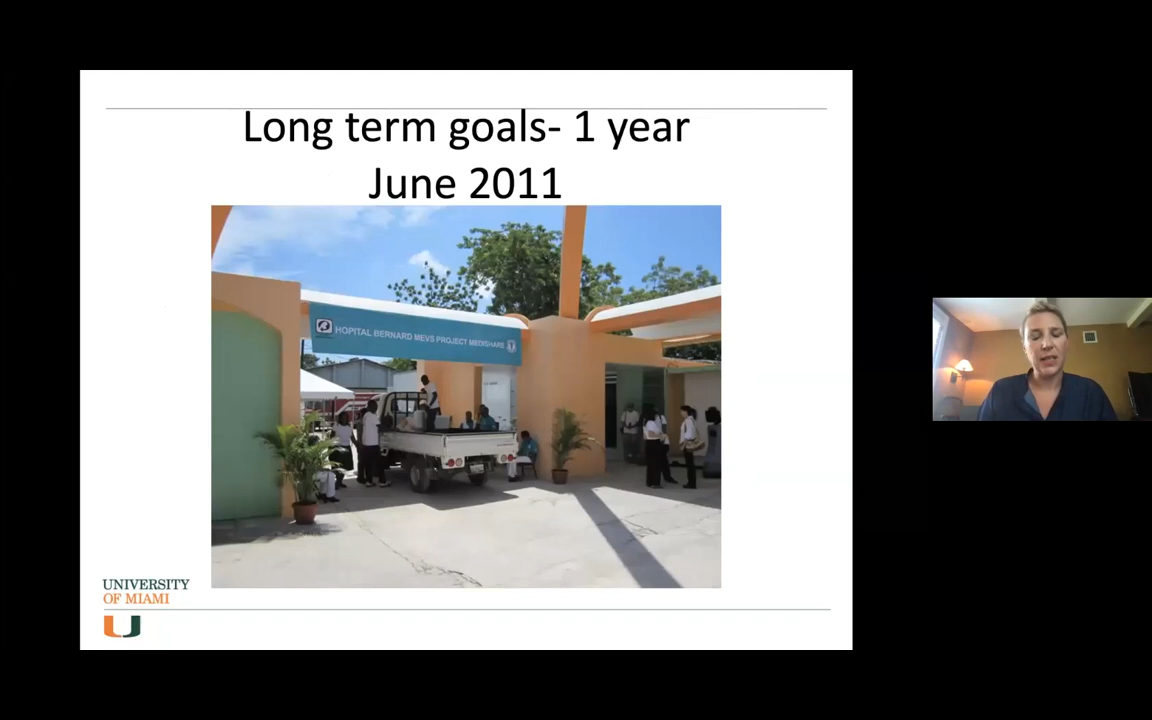 Long term goals- 1 year
June 2011
HOPITAL BERNARD MEVS PROJECT MEDISHARE
UNIVERSITY
OF MIAMI
U